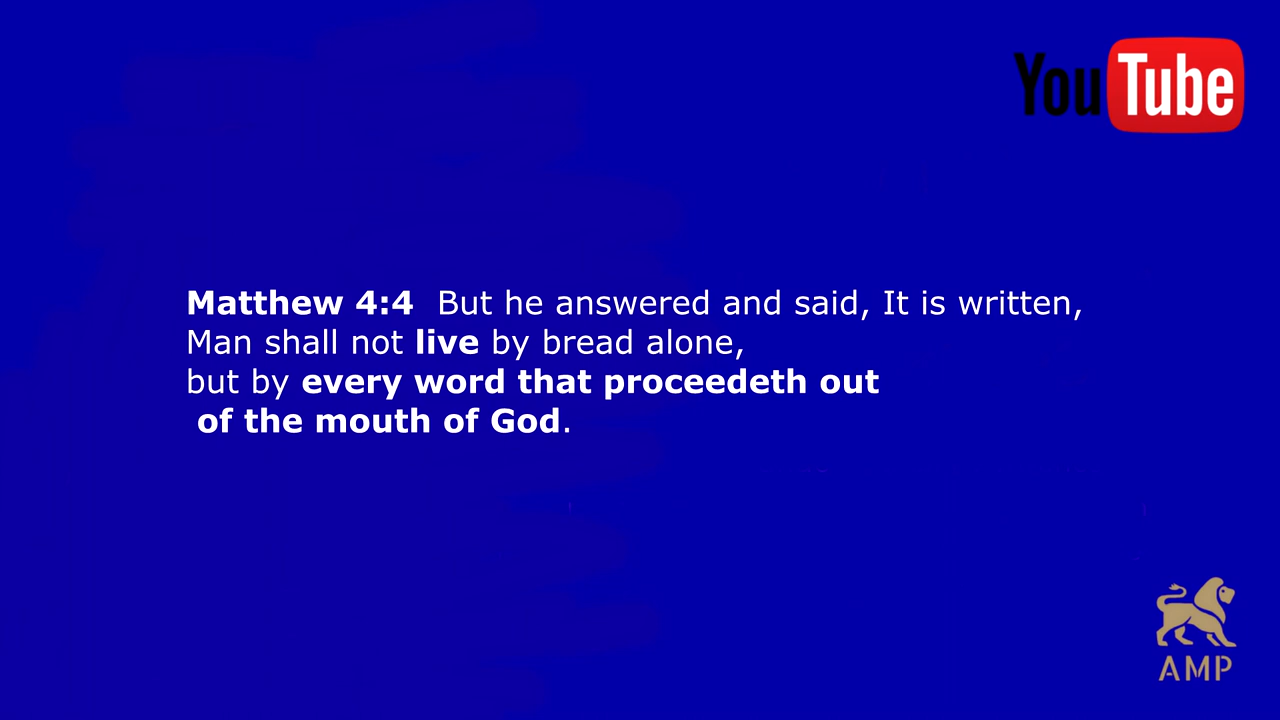 YouTube
Matthew 4:4  But he answered and said, It is written,
Man shall not live by bread alone,
but by every word that proceedeth out
of the mouth of God.
AMP